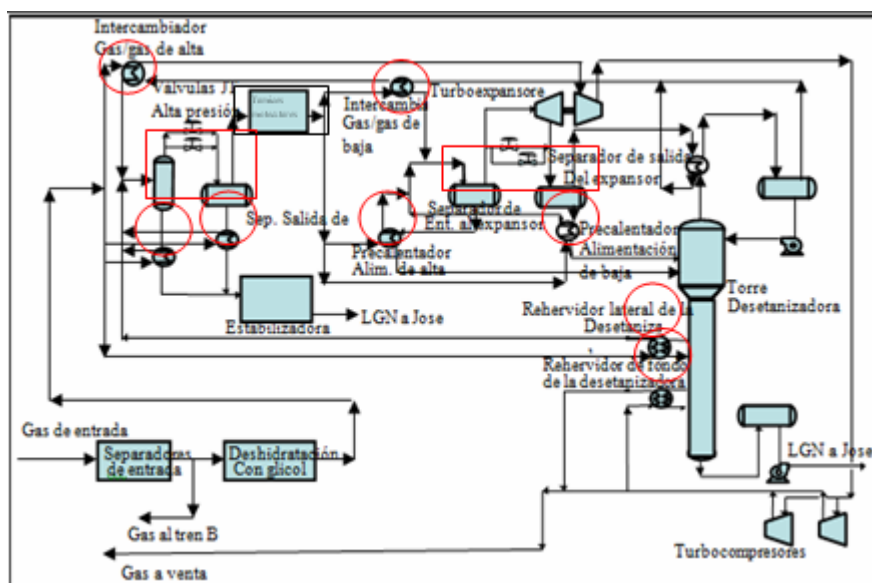 Intercambiador
Gas/gas de alta
Válvulas JT
Alta presión
Intercambia
Gas/gas de
baja
Turboexpansore
Separador de salida
Del expansor
Sep. Salida de
Separador de
Ent. al expansor
Precalentador
Alim. de alta
Precalentador
Alimentación
de baja
Torre
Desetanizadora
Estabilizadora
LGN a Jose
Rehervidor lateral de la
Desetaniza
Rehervidor de fondo
de la desetanizadora
Gas de entrada
Separadores
de entrada
Deshidratación
Con glicol
LGN a Jose
Gas al tren B
Turbocompresores
Gas a venta